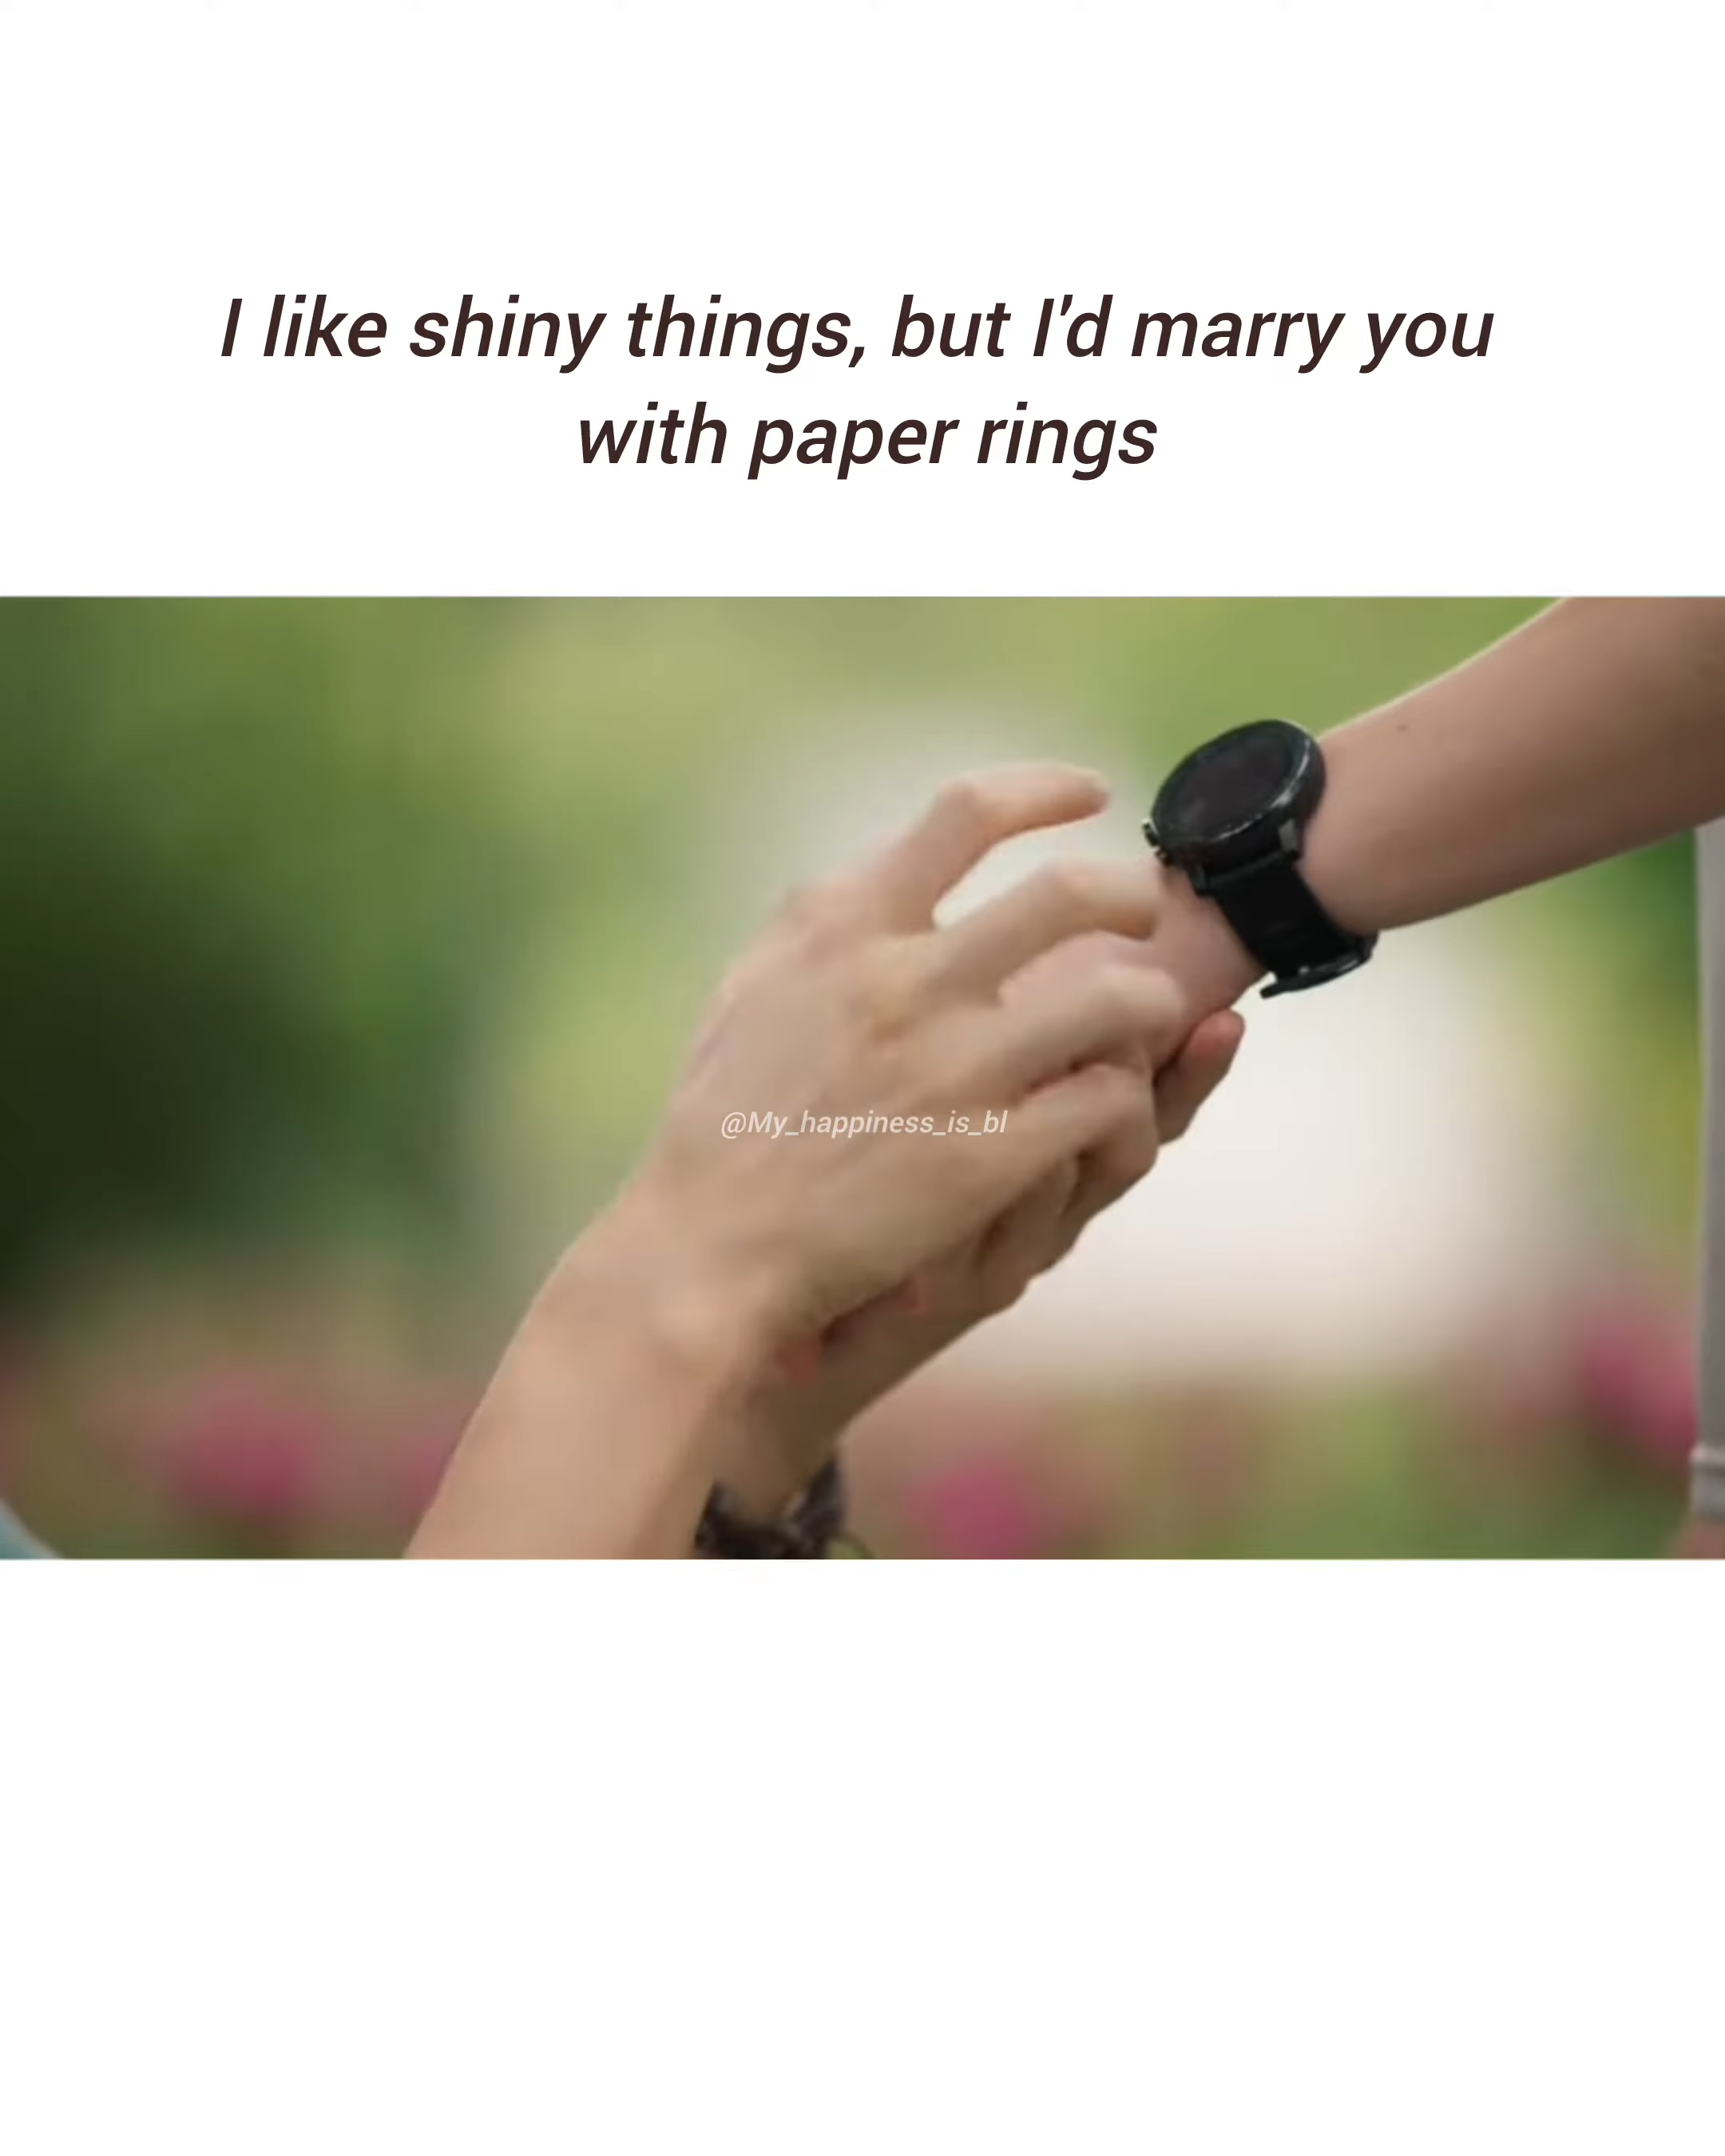 I like shiny things, but I'd marry you
with paper rings
@My_happiness_is_bl